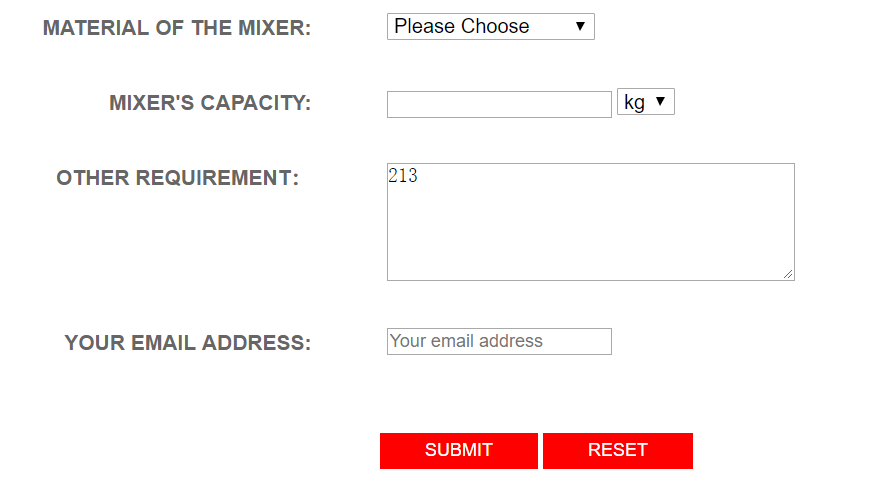 MATERIAL OF THE MIXER: Please Choose
MIXER'S CAPACITY: kg
OTHER REQUIREMENT: 213
YOUR EMAIL ADDRESS: Your email address
SUBMIT RESET